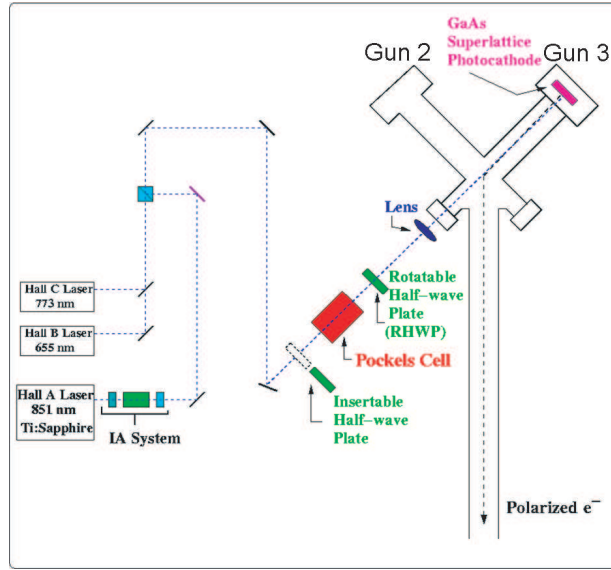 GaAs
Superlattice
Photocathode
Gun 2
Gun 3
Lens
Rotatable
Half-wave
Plate
(RHWP)
Pockels Cell
Hall C Laser
773 nm
Hall B Laser
655 nm
Hall A Laser
851 nm
Ti:Sapphire
IA System
Insertable
Half-wave
Plate
Polarized e⁻